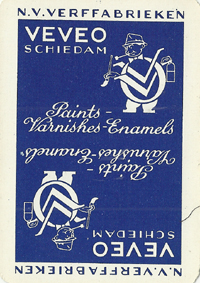 N.V. VERFFABRIEKEN
VEVEO
SCHIEDAM
Paints -
Varnishes - Enamels
Paints -
Varnishes - Enamels
VEVEO
SCHIEDAM
N.V. VERFFABRIEKEN